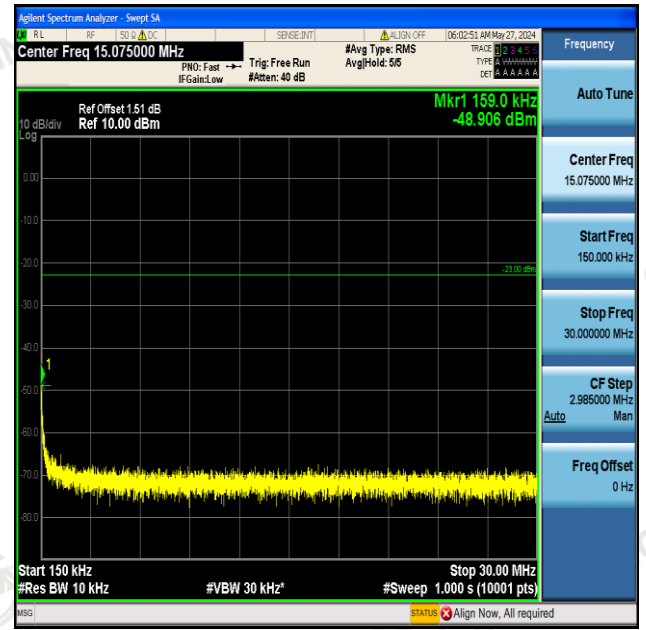 Agilent Spectrum Analyzer - Swept SA
RL RF 50 Ω DC SENSE:INT ALIGN OFF 06:02:51 AM May 27, 2024
Center Freq 15.075000 MHz
PNO: Fast
IFGain:Low
Trig: Free Run
#Atten: 40 dB
#Avg Type: RMS
Avg|Hold: 5/5
TRACE 1 2 3 4 5 6
TYPE A
DET A A A A A A
Frequency
Mkr1 159.0 kHz
-48.906 dBm
Ref Offset 1.51 dB
10 dB/div Ref 10.00 dBm
Log
0.00
-10.0
-20.0
-23.00 dBm
-30.0
-40.0
1
-50.0
-60.0
-70.0
-80.0
Start 150 kHz Stop 30.00 MHz
#Res BW 10 kHz #VBW 30 kHz* #Sweep 1.000 s (10001 pts)
Auto Tune
Center Freq
15.075000 MHz
Start Freq
150.000 kHz
Stop Freq
30.000000 MHz
CF Step
2.985000 MHz
Auto Man
Freq Offset
0 Hz
MSG STATUS Align Now, All required